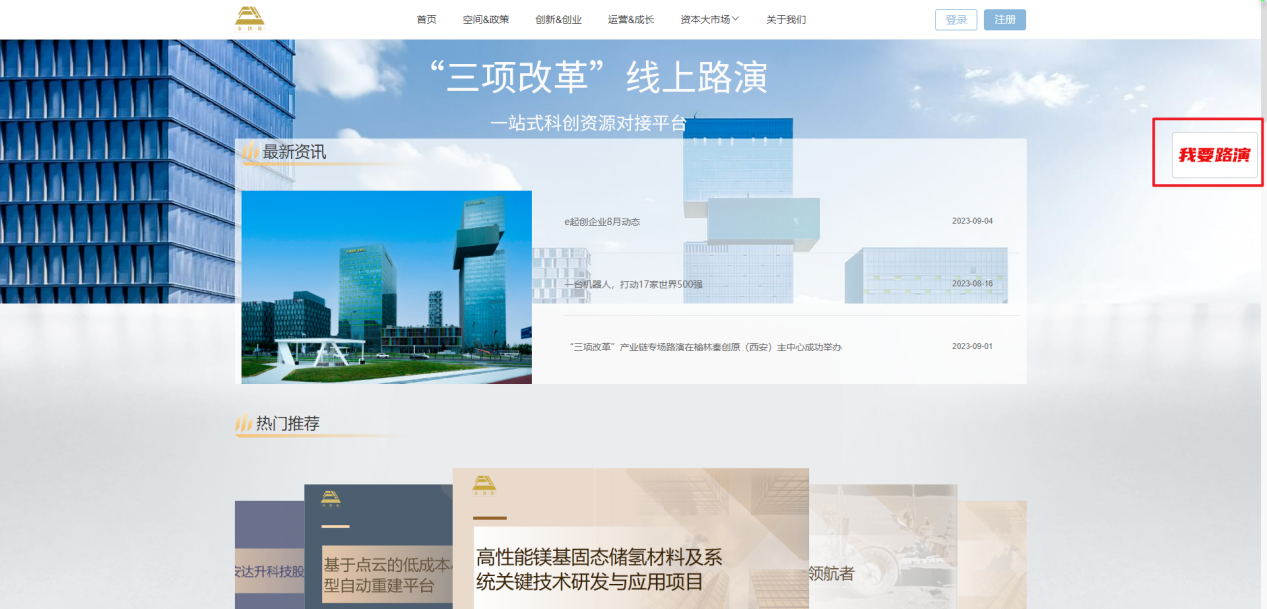 首页
空间&政策
创新&创业
运营&成长
资本大市场
关于我们
登录
注册
“三项改革”线上路演
一站式科创资源对接平台
我要路演
最新资讯
e起创企业8月动态
2023-09-04
一台机器人，打动17家世界500强
2023-08-16
“三项改革”产业链专场路演在榆林秦创原（西安）主中心成功举办
2023-09-01
热门推荐
安达升科技股
基于点云的低成本
型自动重建平台
高性能镁基固态储氢材料及系
统关键技术研发与应用项目
领航者